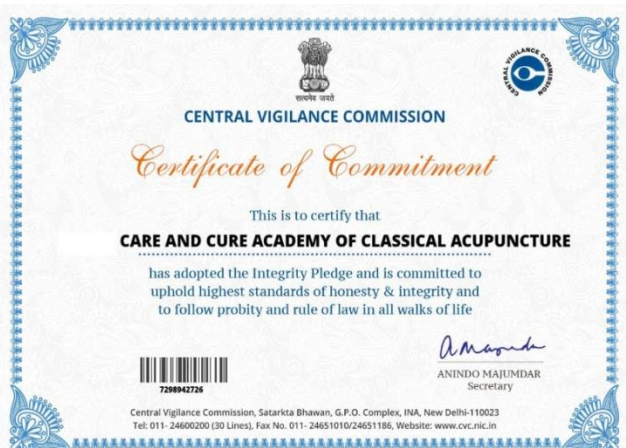 सत्यमेव जयते
CENTRAL VIGILANCE COMMISSION
CENTRAL VIGILANCE COMMISSION
Certificate of Commitment
This is to certify that
CARE AND CURE ACADEMY OF CLASSICAL ACUPUNCTURE
has adopted the Integrity Pledge and is committed to
uphold highest standards of honesty & integrity and
to follow probity and rule of law in all walks of life
7298942726
ANINDO MAJUMDAR
Secretary
Central Vigilance Commission, Satarkta Bhawan, G.P.O. Complex, INA, New Delhi-110023
Tel: 011- 24600200 (30 Lines), Fax No. 011- 24651010/24651186, Website: www.cvc.nic.in